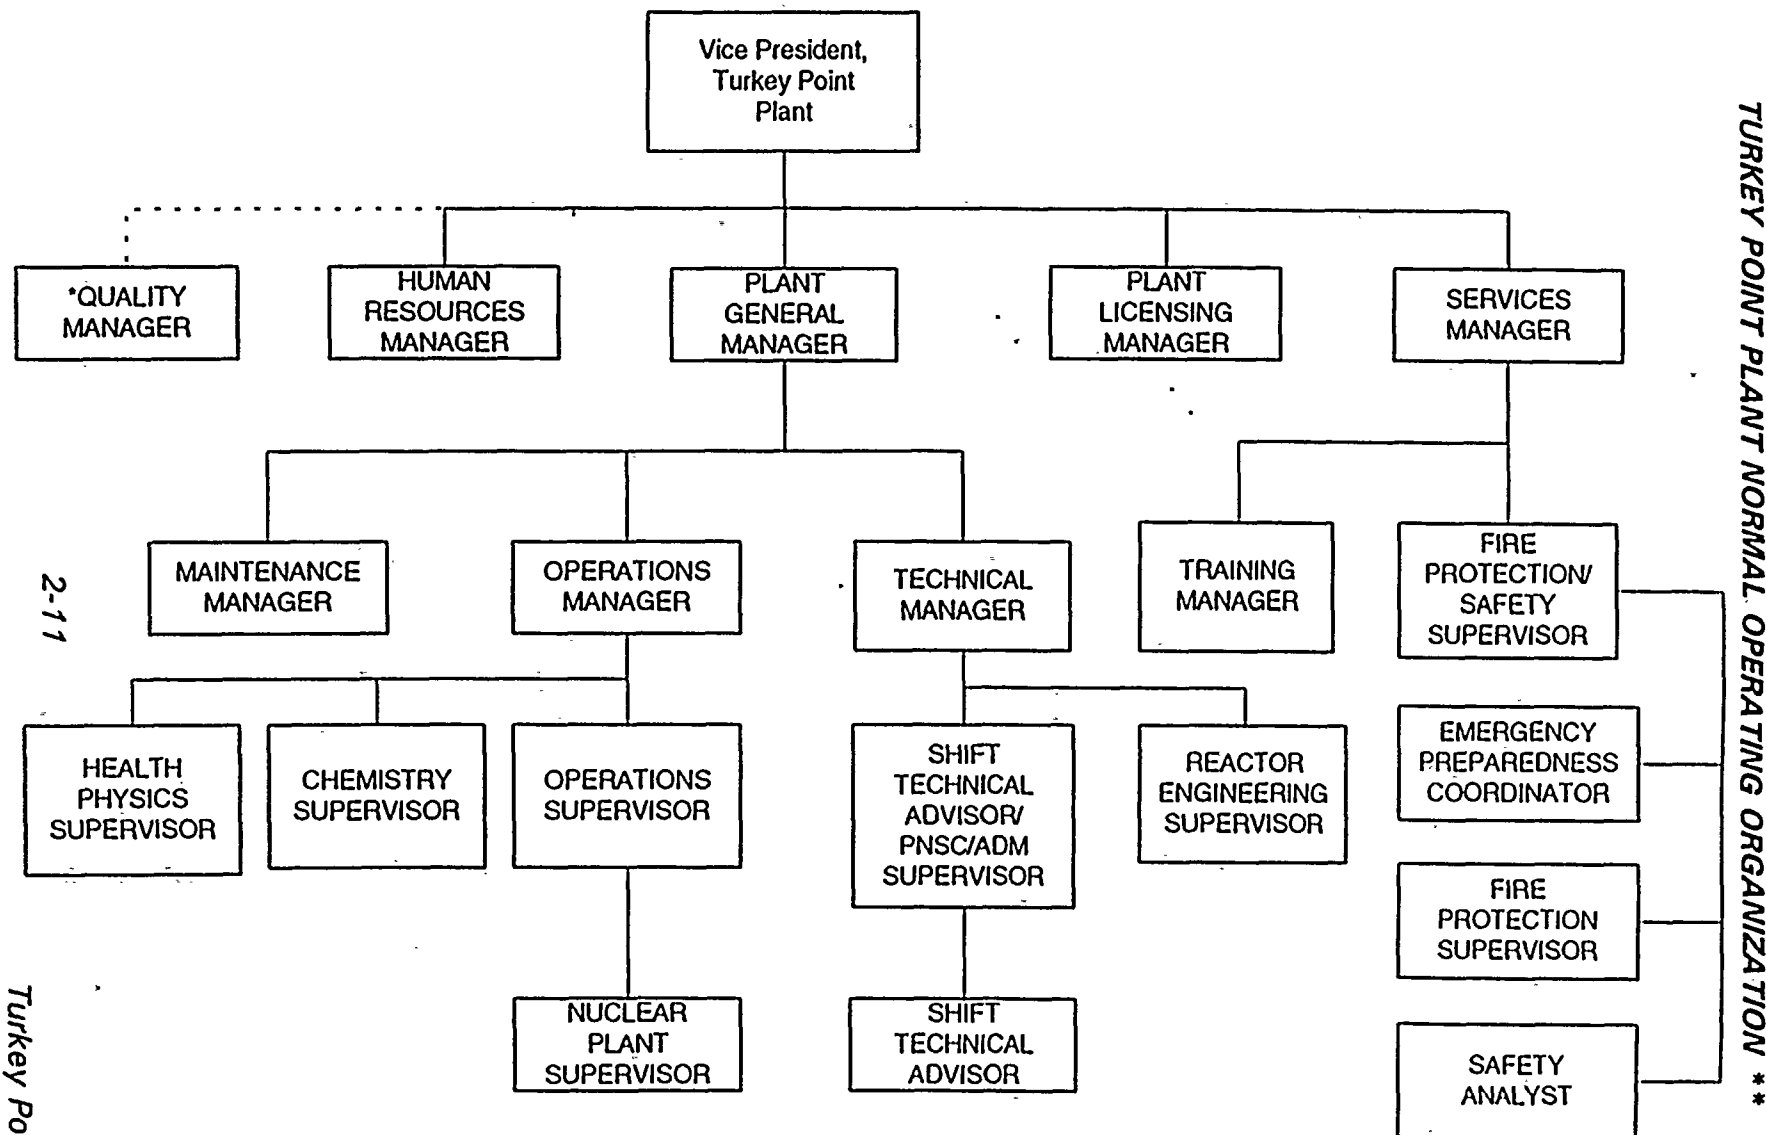 TURKEY POINT PLANT NORMAL OPERATING ORGANIZATION **
Vice President,
Turkey Point
Plant
*QUALITY
MANAGER
HUMAN
RESOURCES
MANAGER
PLANT
GENERAL
MANAGER
PLANT
LICENSING
MANAGER
SERVICES
MANAGER
MAINTENANCE
MANAGER
OPERATIONS
MANAGER
TECHNICAL
MANAGER
TRAINING
MANAGER
FIRE
PROTECTION/
SAFETY
SUPERVISOR
HEALTH
PHYSICS
SUPERVISOR
CHEMISTRY
SUPERVISOR
OPERATIONS
SUPERVISOR
SHIFT
TECHNICAL
ADVISOR/
PNSC/ADM
SUPERVISOR
REACTOR
ENGINEERING
SUPERVISOR
EMERGENCY
PREPAREDNESS
COORDINATOR
FIRE
PROTECTION
SUPERVISOR
NUCLEAR
PLANT
SUPERVISOR
SHIFT
TECHNICAL
ADVISOR
SAFETY
ANALYST
2-11
Turkey Po